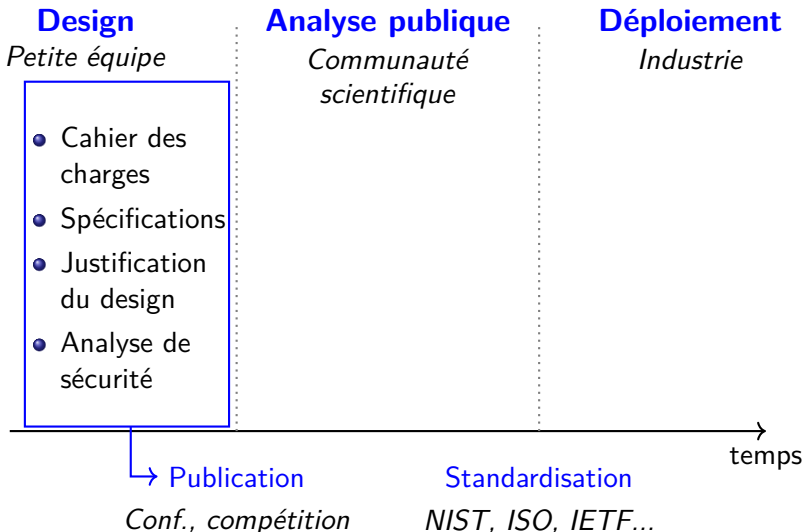 Design
Petite équipe
Cahier des
charges
Spécifications
Justification
du design
Analyse de
sécurité
Analyse publique
Communauté
scientifique
Déploiement
Industrie
temps
Publication
Conf., compétition
Standardisation
NIST, ISO, IETF...